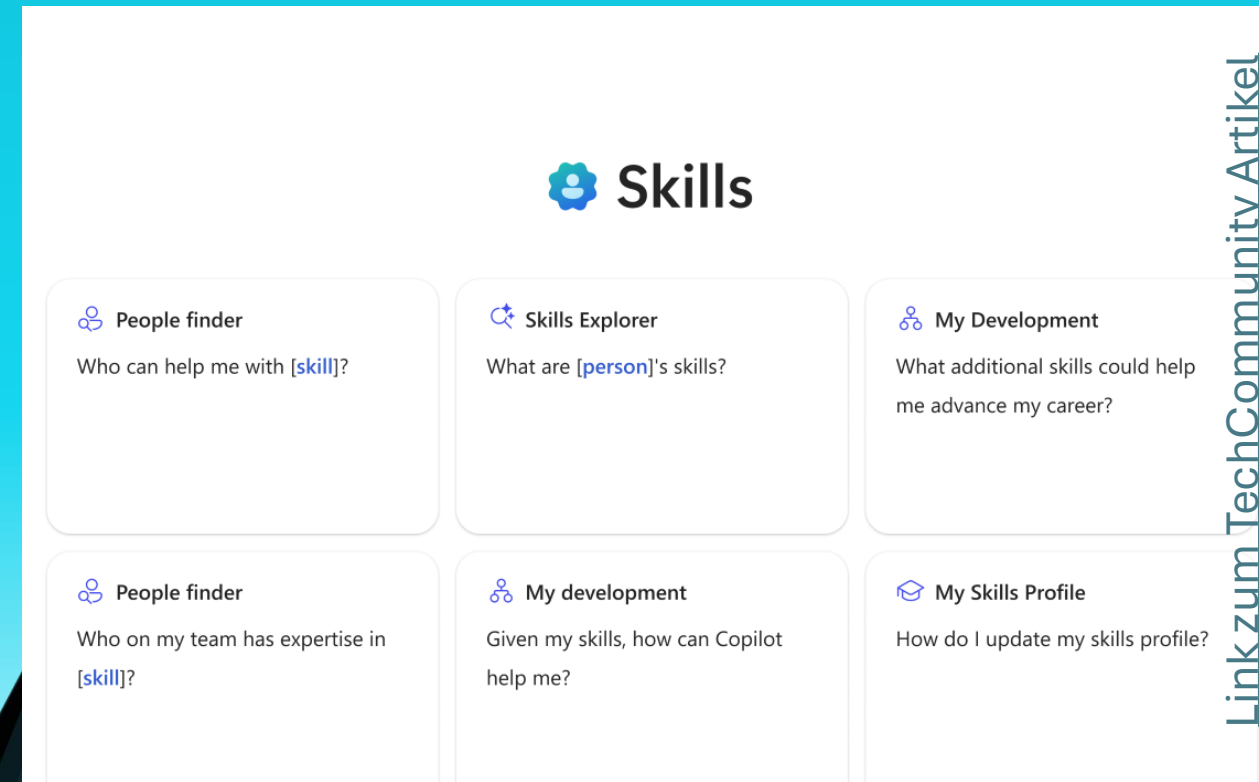 Skills
People finder
Who can help me with [skill]?
Skills Explorer
What are [person]'s skills?
My Development
What additional skills could help
me advance my career?
People finder
Who on my team has expertise in
[skill]?
My development
Given my skills, how can Copilot
help me?
My Skills Profile
How do I update my skills profile?
Link zum TechCommunity Artikel